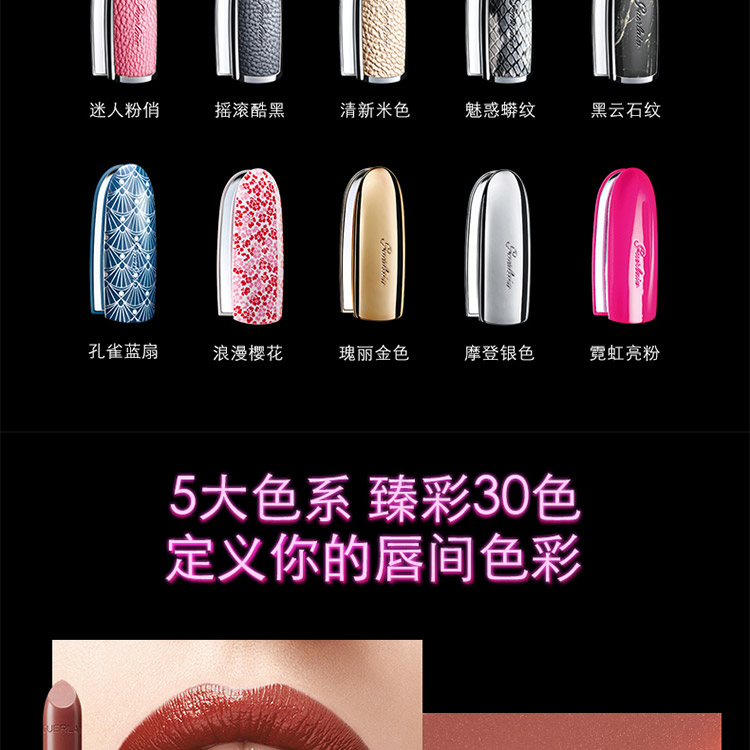 迷人粉俏
摇滚酷黑
清新米色
魅惑蟒纹
黑云石纹
Guerlain
Guerlain
Guerlain
孔雀蓝扇
浪漫樱花
瑰丽金色
摩登银色
霓虹亮粉
5大色系 臻彩30色
定义你的唇间色彩